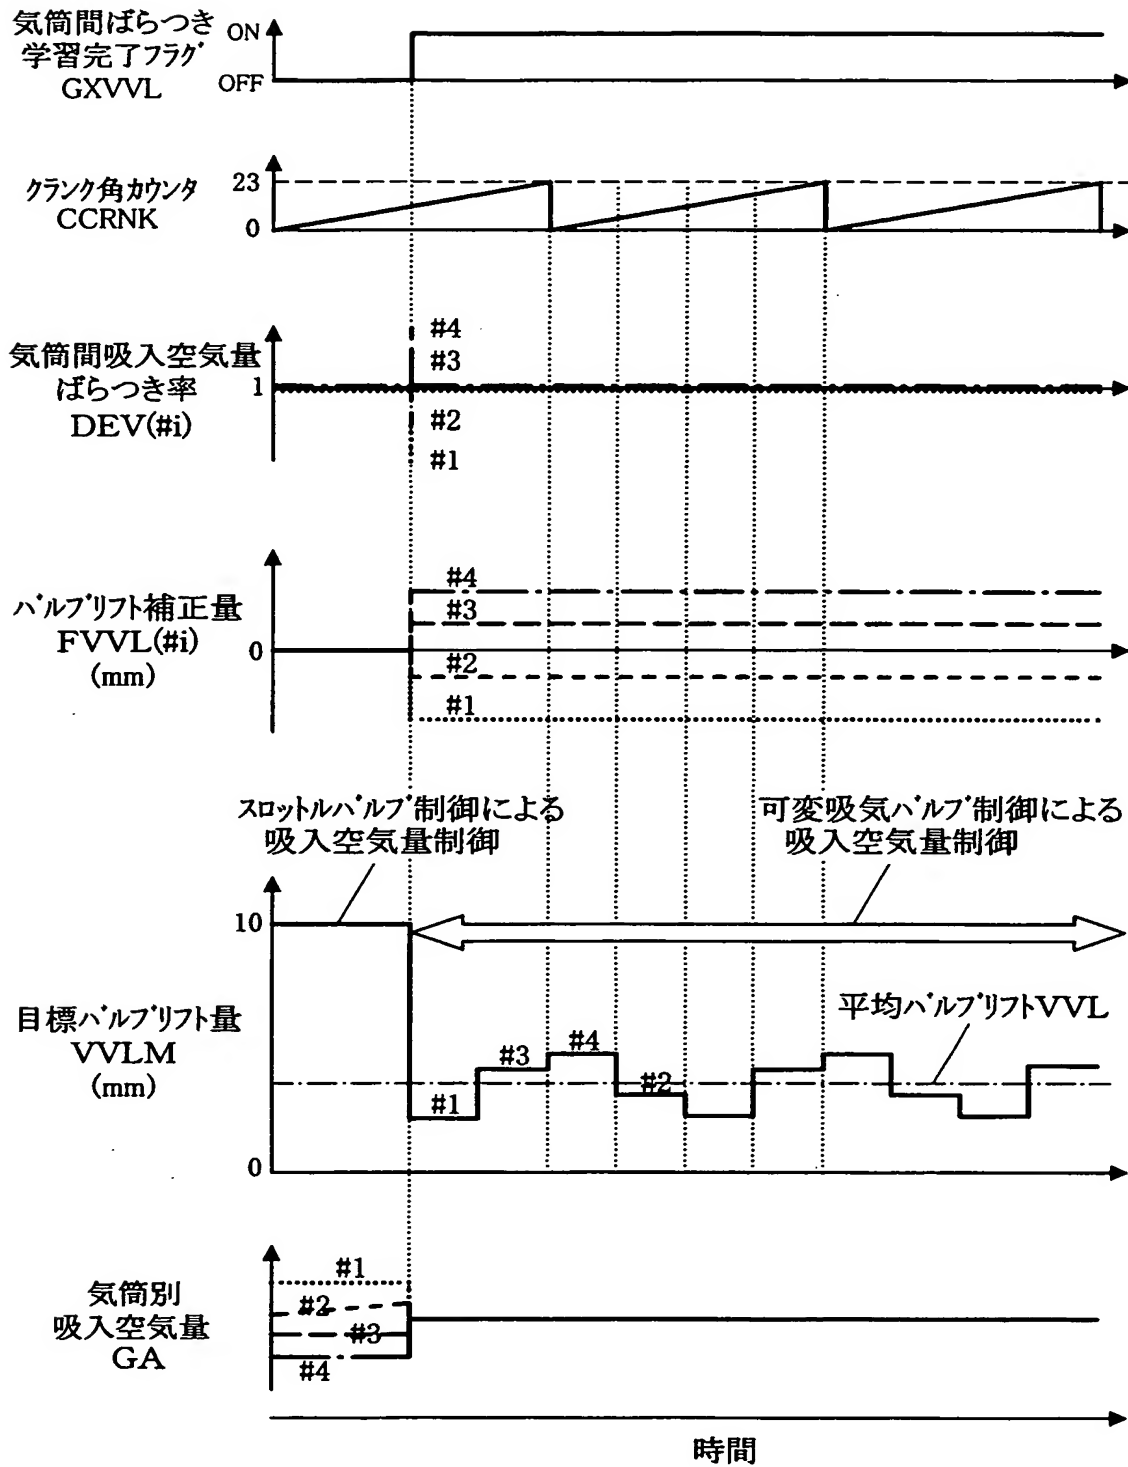 気筒間ばらつき
学習完了フラグ
GXVVL
ON
OFF
クランク角カウンタ
CCRNK
23
0
気筒間吸入空気量
ばらつき率
DEV(#i)
1
#4
#3
#2
#1
バルブリフト補正量
FVVL(#i)
(mm)
0
#4
#3
#2
#1
スロットルバルブ制御による
吸入空気量制御
可変吸気バルブ制御による
吸入空気量制御
10
目標バルブリフト量
VVLM
(mm)
0
平均バルブリフトVVL
#1
#3
#4
#2
気筒別
吸入空気量
GA
#1
#2
#3
#4
時間